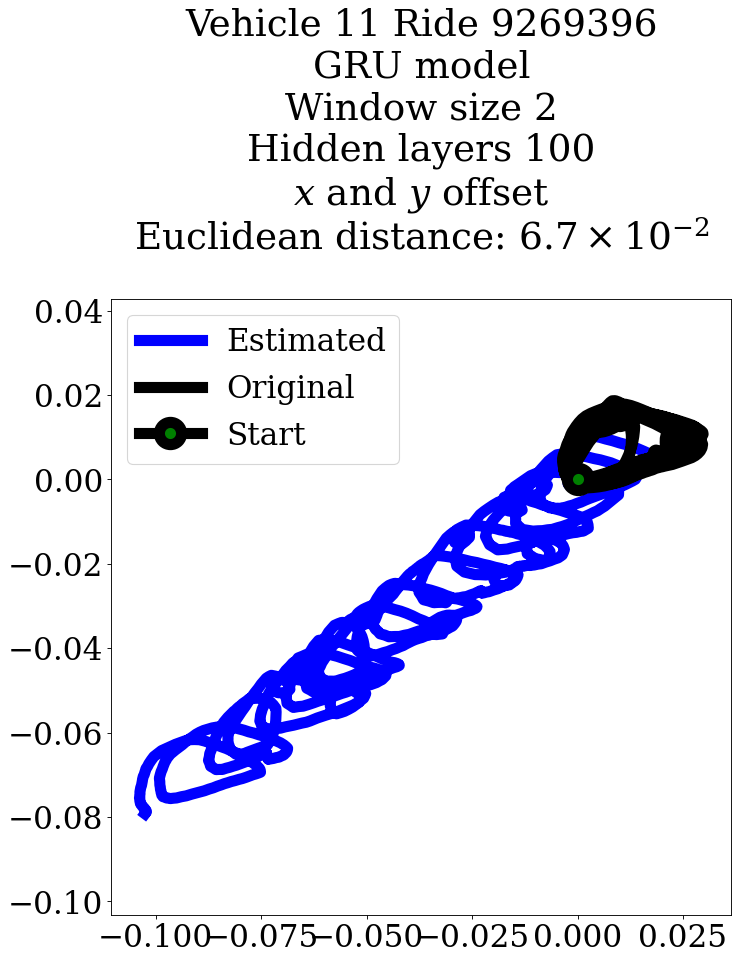 Vehicle 11 Ride 9269396
GRU model
Window size 2
Hidden layers 100
x and y offset
Euclidean distance: 6.7 × 10⁻²
Estimated
Original
Start
0.04
0.02
0.00
−0.02
−0.04
−0.06
−0.08
−0.10
−0.100 −0.075 −0.050 −0.025 0.000 0.025